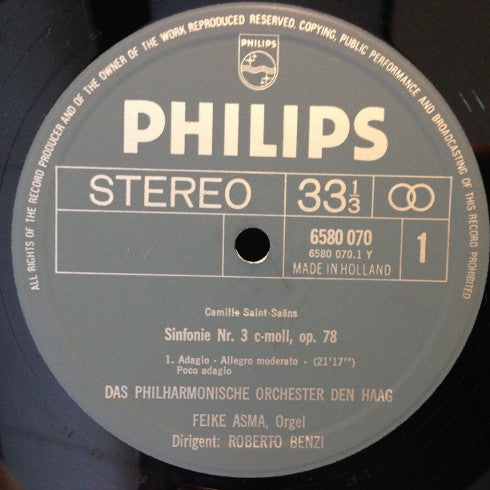 ALL RIGHTS OF THE RECORD PRODUCER AND OF THE OWNER OF THE WORK REPRODUCED RESERVED. COPYING, PUBLIC PERFORMANCE AND BROADCASTING OF THIS RECORD PROHIBITED
PHILIPS
PHILIPS
STEREO 33 1/3
6580 070 1
6580 070.1 Y
MADE IN HOLLAND
Camille Saint-Saëns
Sinfonie Nr. 3 c-moll, op. 78
1. Adagio - Allegro moderato - (21'17'')
Poco adagio
DAS PHILHARMONISCHE ORCHESTER DEN HAAG
FEIKE ASMA, Orgel
Dirigent: ROBERTO BENZI